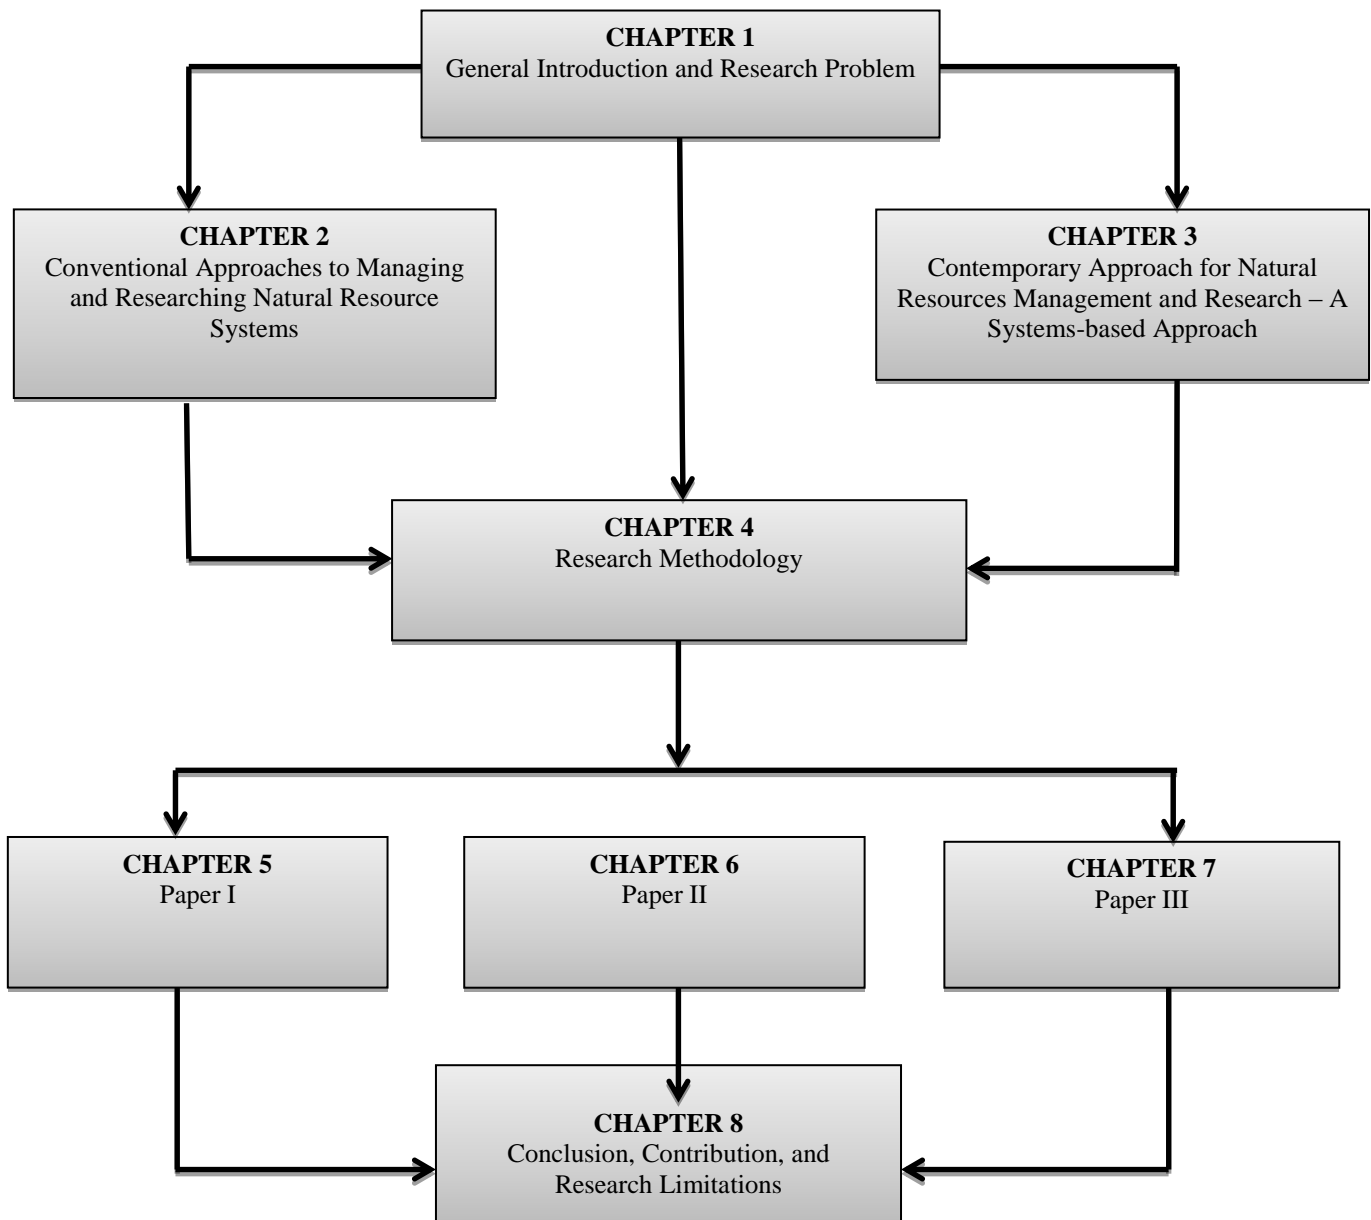 CHAPTER 1
General Introduction and Research Problem
CHAPTER 2
Conventional Approaches to Managing
and Researching Natural Resource
Systems
CHAPTER 3
Contemporary Approach for Natural
Resources Management and Research – A
Systems-based Approach
CHAPTER 4
Research Methodology
CHAPTER 5
Paper I
CHAPTER 6
Paper II
CHAPTER 7
Paper III
CHAPTER 8
Conclusion, Contribution, and
Research Limitations